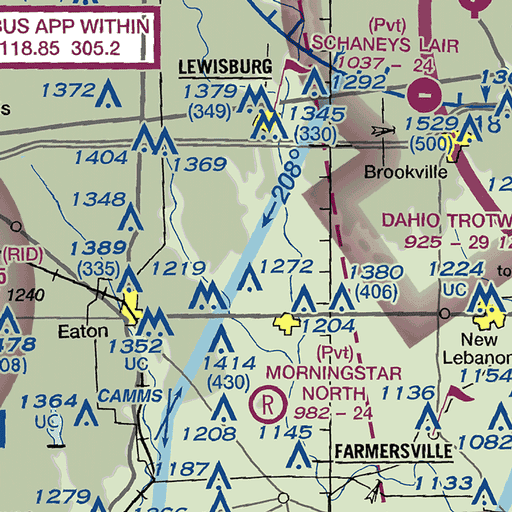 BUS APP WITHIN
118.85 305.2
(Pvt)
SCHANEYS LAIR
1037 - 24
LEWISBURG
1292
1372
1379
(349)
1345
(330)
1529
(500)
1404
1369
Brookville
208°
1348
DAHIO TROTW
925 - 29
1389
(335)
(RID)
1219
1272
1380
(406)
1224
UC
to
1240
Eaton
1204
New
Lebanon
1352
UC
1414
(430)
(Pvt)
MORNINGSTAR
NORTH
982 - 24
CAMMS
1136
1154
1364
UC
1208
1145
FARMERSVILLE
1082
1187
1133
1279